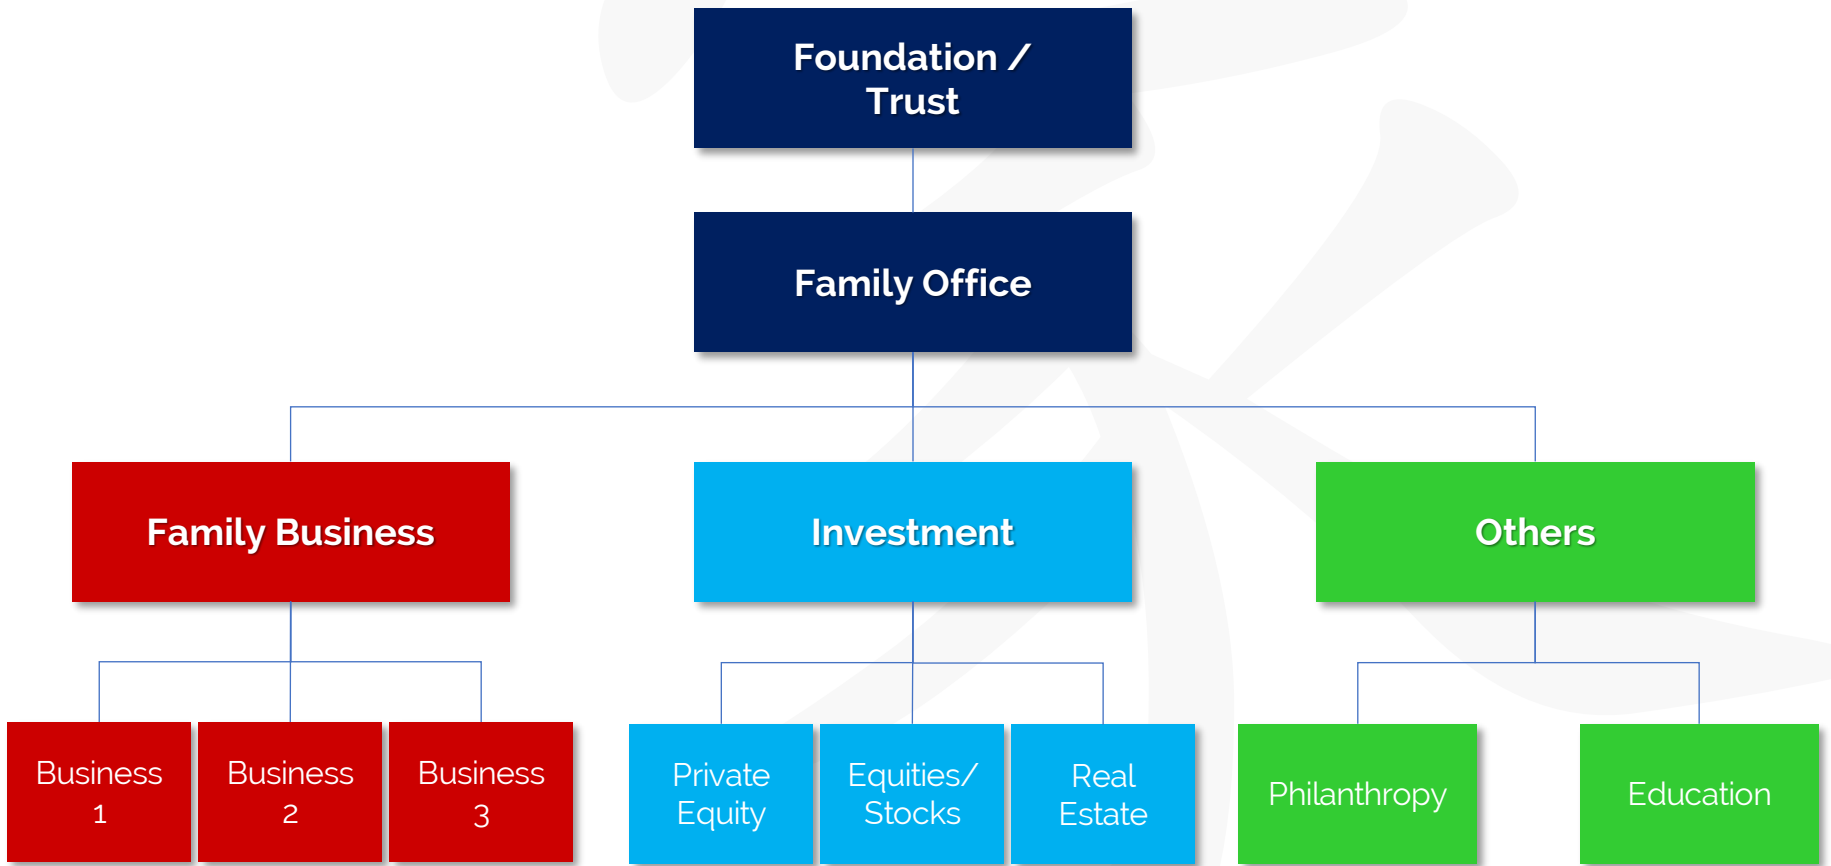 Foundation /
Trust
Family Office
Family Business
Investment
Others
Business
1
Business
2
Business
3
Private
Equity
Equities/
Stocks
Real
Estate
Philanthropy
Education